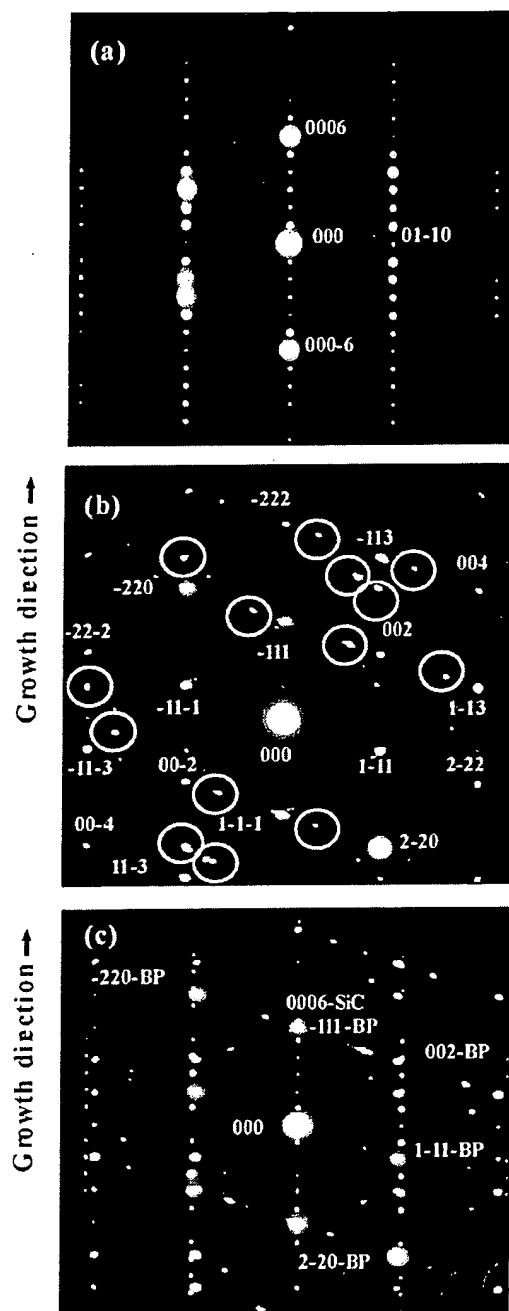 (a)
0006
000
01-10
000-6
Growth direction →
(b)
-222
-113
004
-220
002
-22-2
-111
-11-1
1-13
000
-11-3
00-2
1-11
2-22
00-4
1-1-1
2-20
11-3
Growth direction →
(c)
-220-BP
0006-SiC
-111-BP
002-BP
000
1-11-BP
2-20-BP